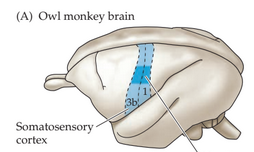 (A) Owl monkey brain
1
3b
Somatosensory
cortex